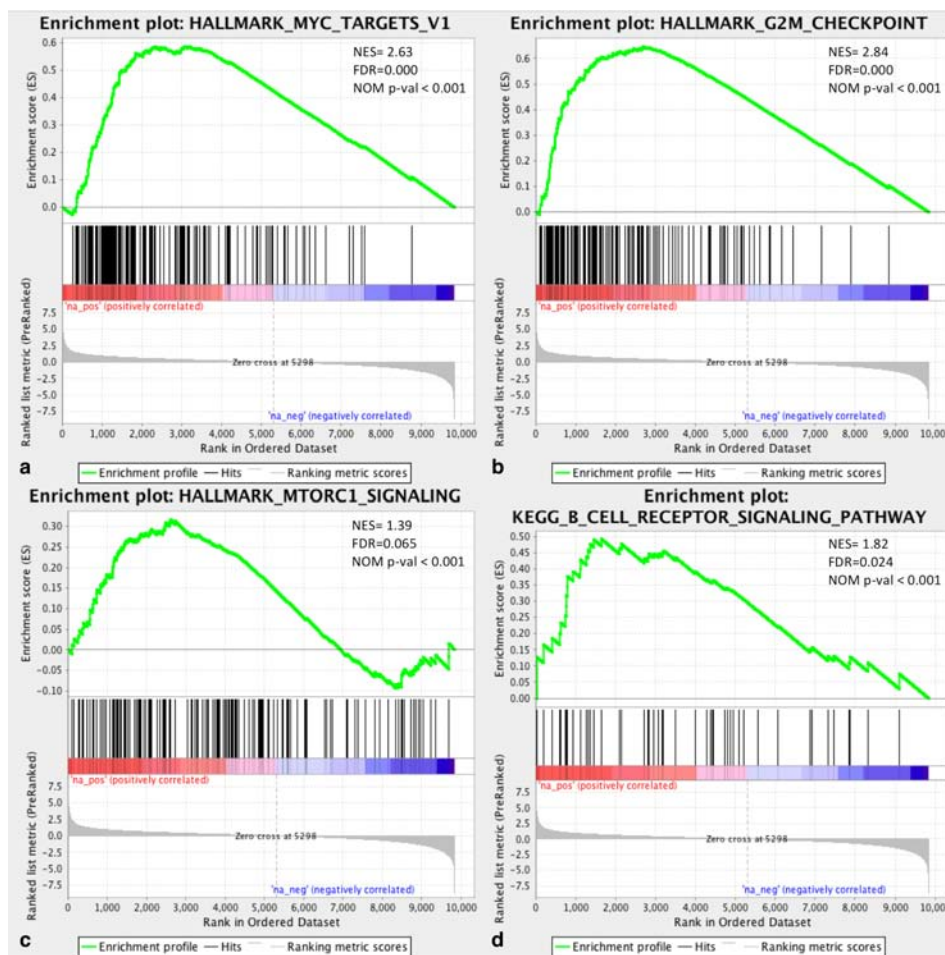 Enrichment plot: HALLMARK_MYC_TARGETS_V1
NES= 2.63
FDR=0.000
NOM p-val < 0.001
Enrichment score (ES)
0.6
0.5
0.4
0.3
0.2
0.1
0.0
'na_pos' (positively correlated)
Ranked list metric (PreRanked)
7.5
5.0
2.5
0.0
-2.5
-5.0
-7.5
Zero cross at 5298
'na_neg' (negatively correlated)
0 1,000 2,000 3,000 4,000 5,000 6,000 7,000 8,000 9,000 10,000
Rank in Ordered Dataset
a
Enrichment profile Hits Ranking metric scores
Enrichment plot: HALLMARK_G2M_CHECKPOINT
NES= 2.84
FDR=0.000
NOM p-val < 0.001
Enrichment score (ES)
0.6
0.5
0.4
0.3
0.2
0.1
0.0
'na_pos' (positively correlated)
Ranked list metric (PreRanked)
7.5
5.0
2.5
0.0
-2.5
-5.0
-7.5
Zero cross at 5298
'na_neg' (negatively correlated)
0 1,000 2,000 3,000 4,000 5,000 6,000 7,000 8,000 9,000 10,000
Rank in Ordered Dataset
b
Enrichment profile Hits Ranking metric scores
Enrichment plot: HALLMARK_MTORC1_SIGNALING
NES= 1.39
FDR=0.065
NOM p-val < 0.001
Enrichment score (ES)
0.30
0.25
0.20
0.15
0.10
0.05
0.00
-0.05
-0.10
'na_pos' (positively correlated)
Ranked list metric (PreRanked)
7.5
5.0
2.5
0.0
-2.5
-5.0
-7.5
Zero cross at 5298
'na_neg' (negatively correlated)
0 1,000 2,000 3,000 4,000 5,000 6,000 7,000 8,000 9,000 10,000
Rank in Ordered Dataset
c
Enrichment profile Hits Ranking metric scores
Enrichment plot:
KEGG_B_CELL_RECEPTOR_SIGNALING_PATHWAY
NES= 1.82
FDR=0.024
NOM p-val < 0.001
Enrichment score (ES)
0.50
0.45
0.40
0.35
0.30
0.25
0.20
0.15
0.10
0.05
0.00
'na_pos' (positively correlated)
Ranked list metric (PreRanked)
7.5
5.0
2.5
0.0
-2.5
-5.0
-7.5
Zero cross at 5298
'na_neg' (negatively correlated)
0 1,000 2,000 3,000 4,000 5,000 6,000 7,000 8,000 9,000 10,000
Rank in Ordered Dataset
d
Enrichment profile Hits Ranking metric scores